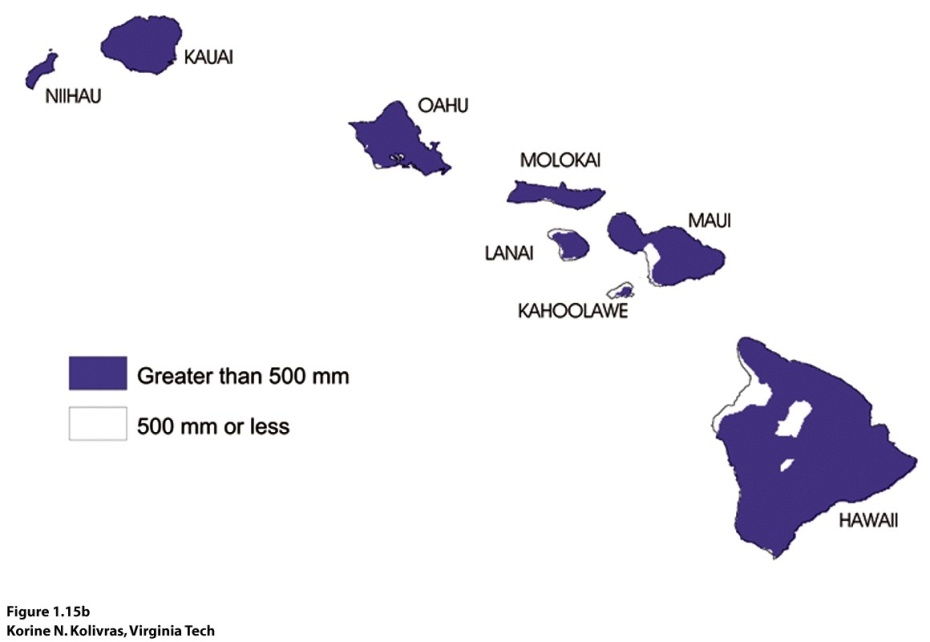 KAUAI
NIIHAU
OAHU
MOLOKAI
MAUI
LANAI
KAHOOLAWE
Greater than 500 mm
500 mm or less
HAWAII
Figure 1.15b
Korine N. Kolivras, Virginia Tech